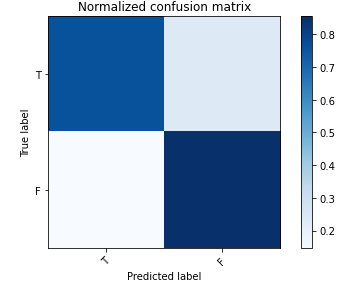 Normalized confusion matrix
True label
T
F
T
F
Predicted label
0.8
0.7
0.6
0.5
0.4
0.3
0.2